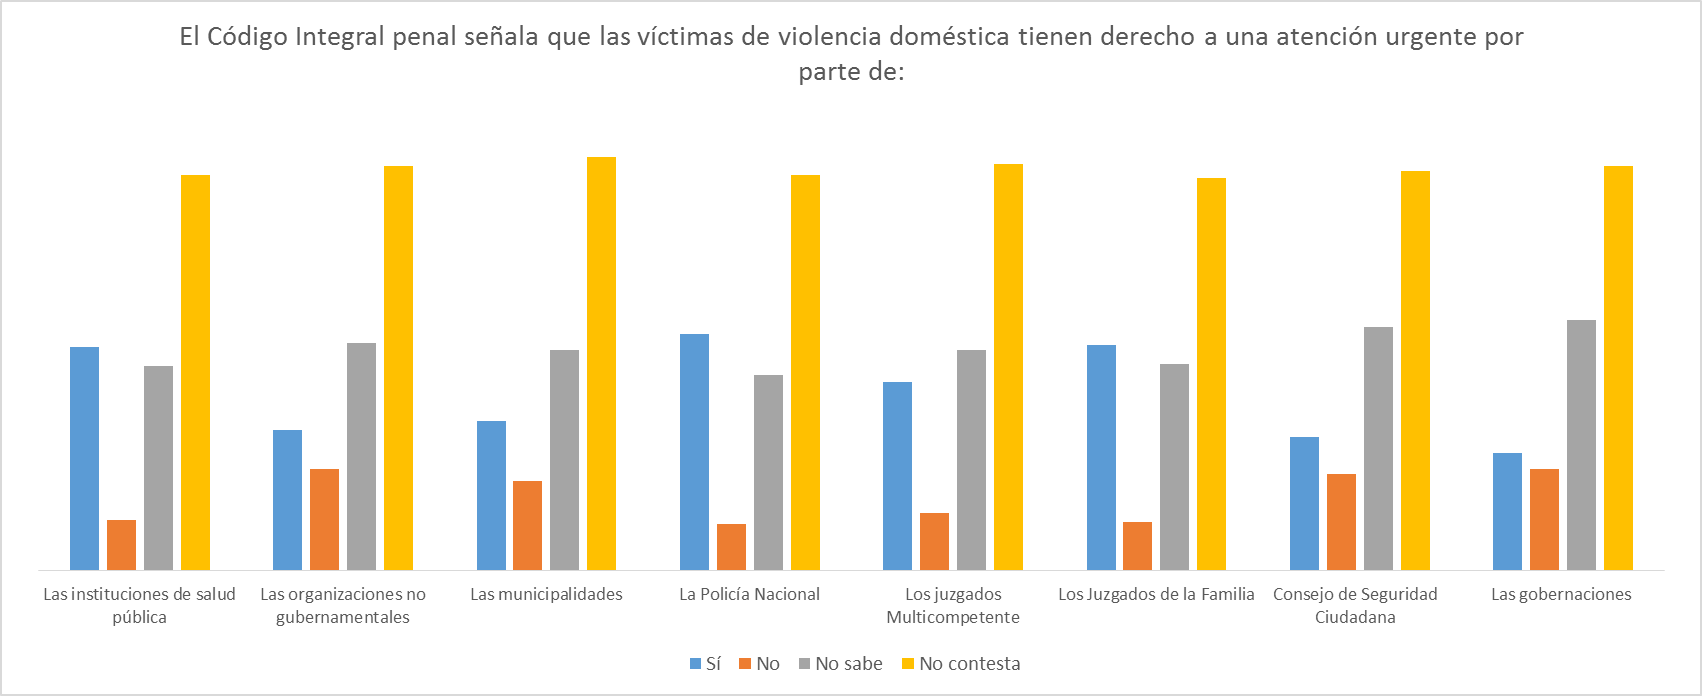 El Código Integral penal señala que las víctimas de violencia doméstica tienen derecho a una atención urgente por
parte de:
Las instituciones de salud
pública
Las organizaciones no
gubernamentales
Las municipalidades
La Policía Nacional
Los juzgados
Multicompetente
Los Juzgados de la Familia
Consejo de Seguridad
Ciudadana
Las gobernaciones
Sí No No sabe No contesta